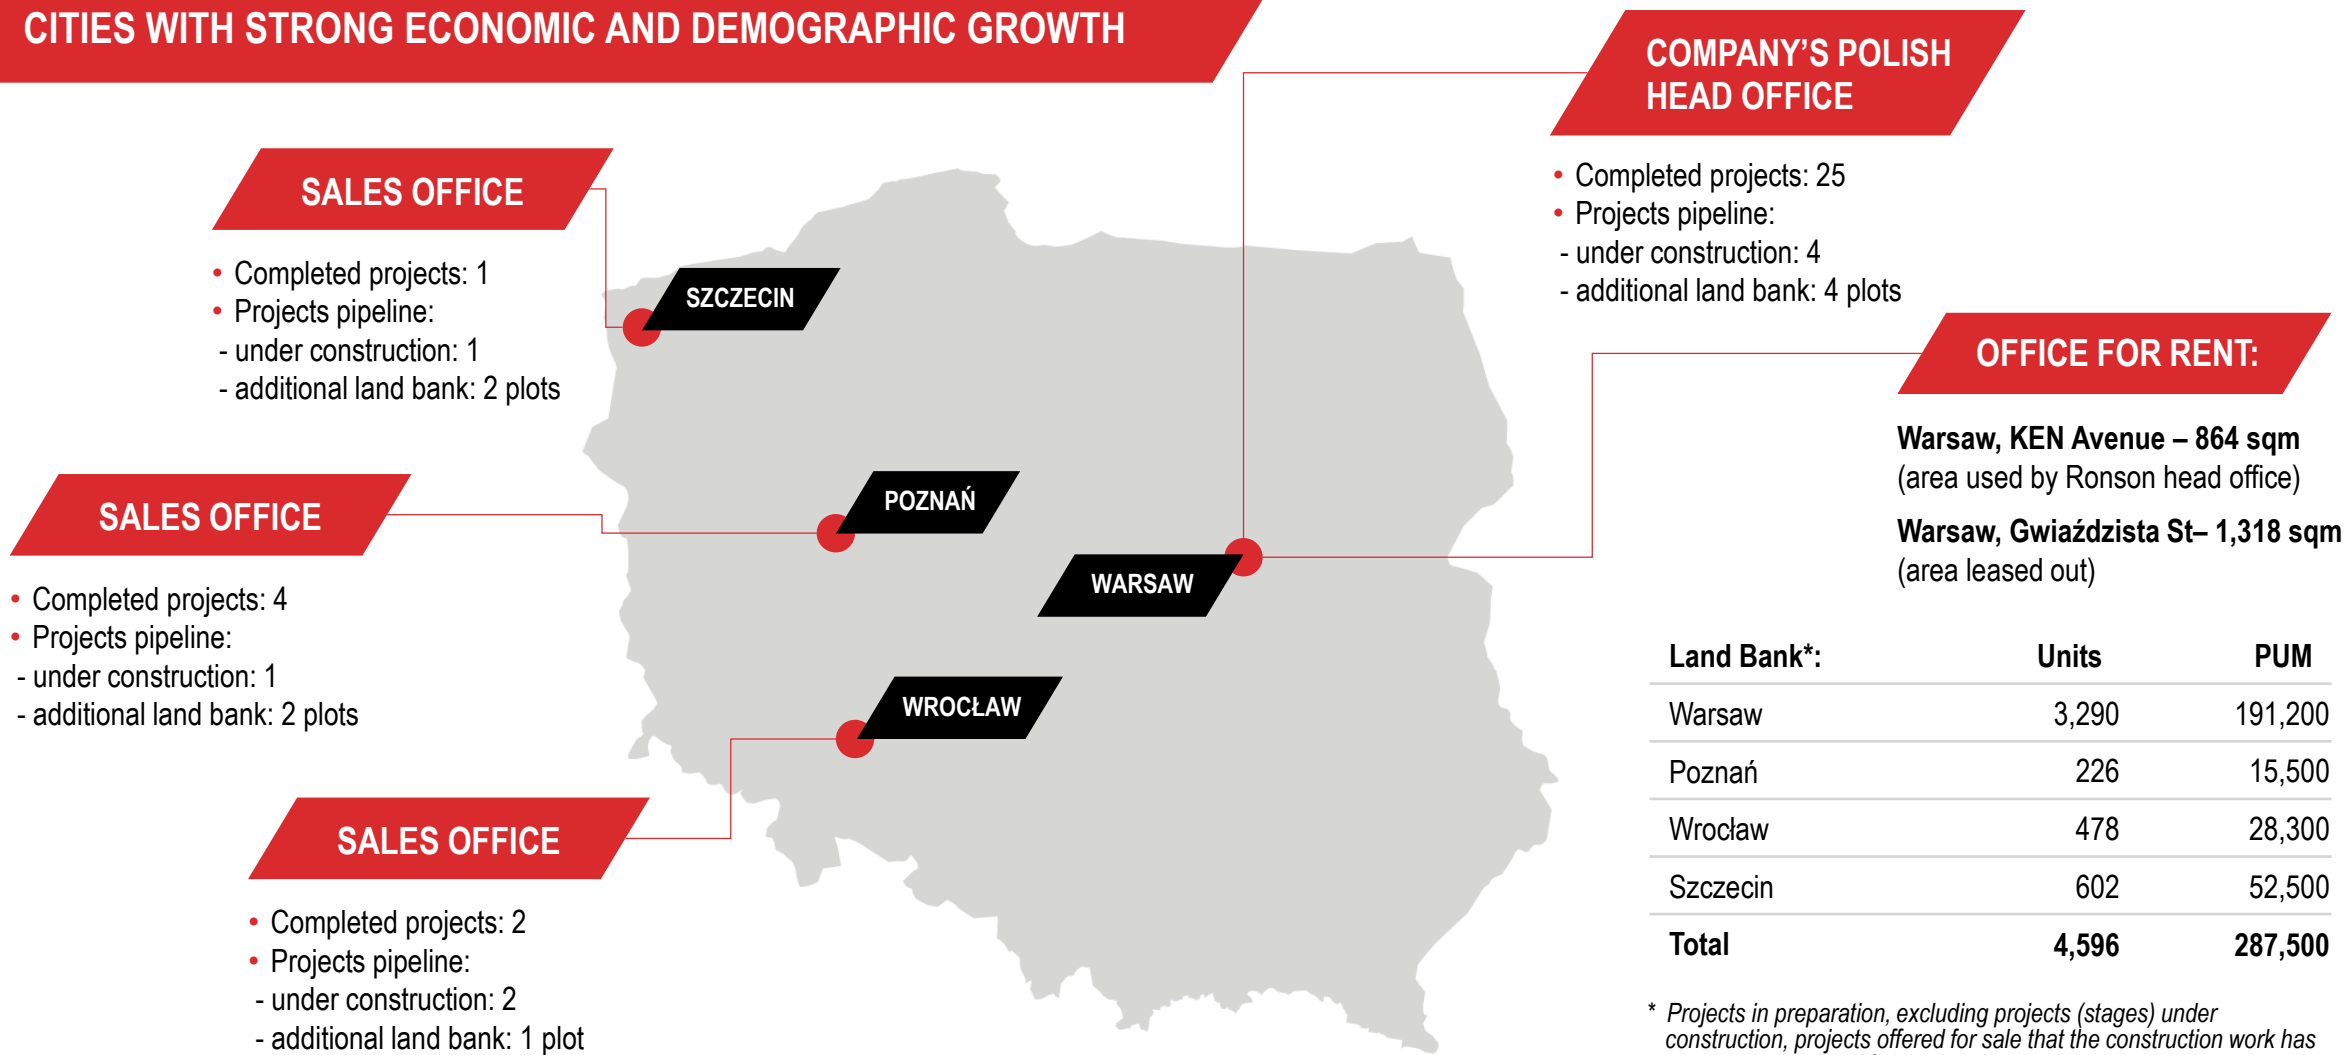 CITIES WITH STRONG ECONOMIC AND DEMOGRAPHIC GROWTH
COMPANY'S POLISH
HEAD OFFICE
• Completed projects: 25
• Projects pipeline:
- under construction: 4
- additional land bank: 4 plots
SALES OFFICE
• Completed projects: 1
• Projects pipeline:
- under construction: 1
- additional land bank: 2 plots
SZCZECIN
OFFICE FOR RENT:
Warsaw, KEN Avenue – 864 sqm
(area used by Ronson head office)
Warsaw, Gwiaździsta St– 1,318 sqm
(area leased out)
SALES OFFICE
• Completed projects: 4
• Projects pipeline:
- under construction: 1
- additional land bank: 2 plots
POZNAŃ
WARSAW
WROCŁAW
SALES OFFICE
• Completed projects: 2
• Projects pipeline:
- under construction: 2
- additional land bank: 1 plot
Land Bank*: Units PUM
Warsaw 3,290 191,200
Poznań 226 15,500
Wrocław 478 28,300
Szczecin 602 52,500
Total 4,596 287,500
* Projects in preparation, excluding projects (stages) under
construction, projects offered for sale that the construction work has